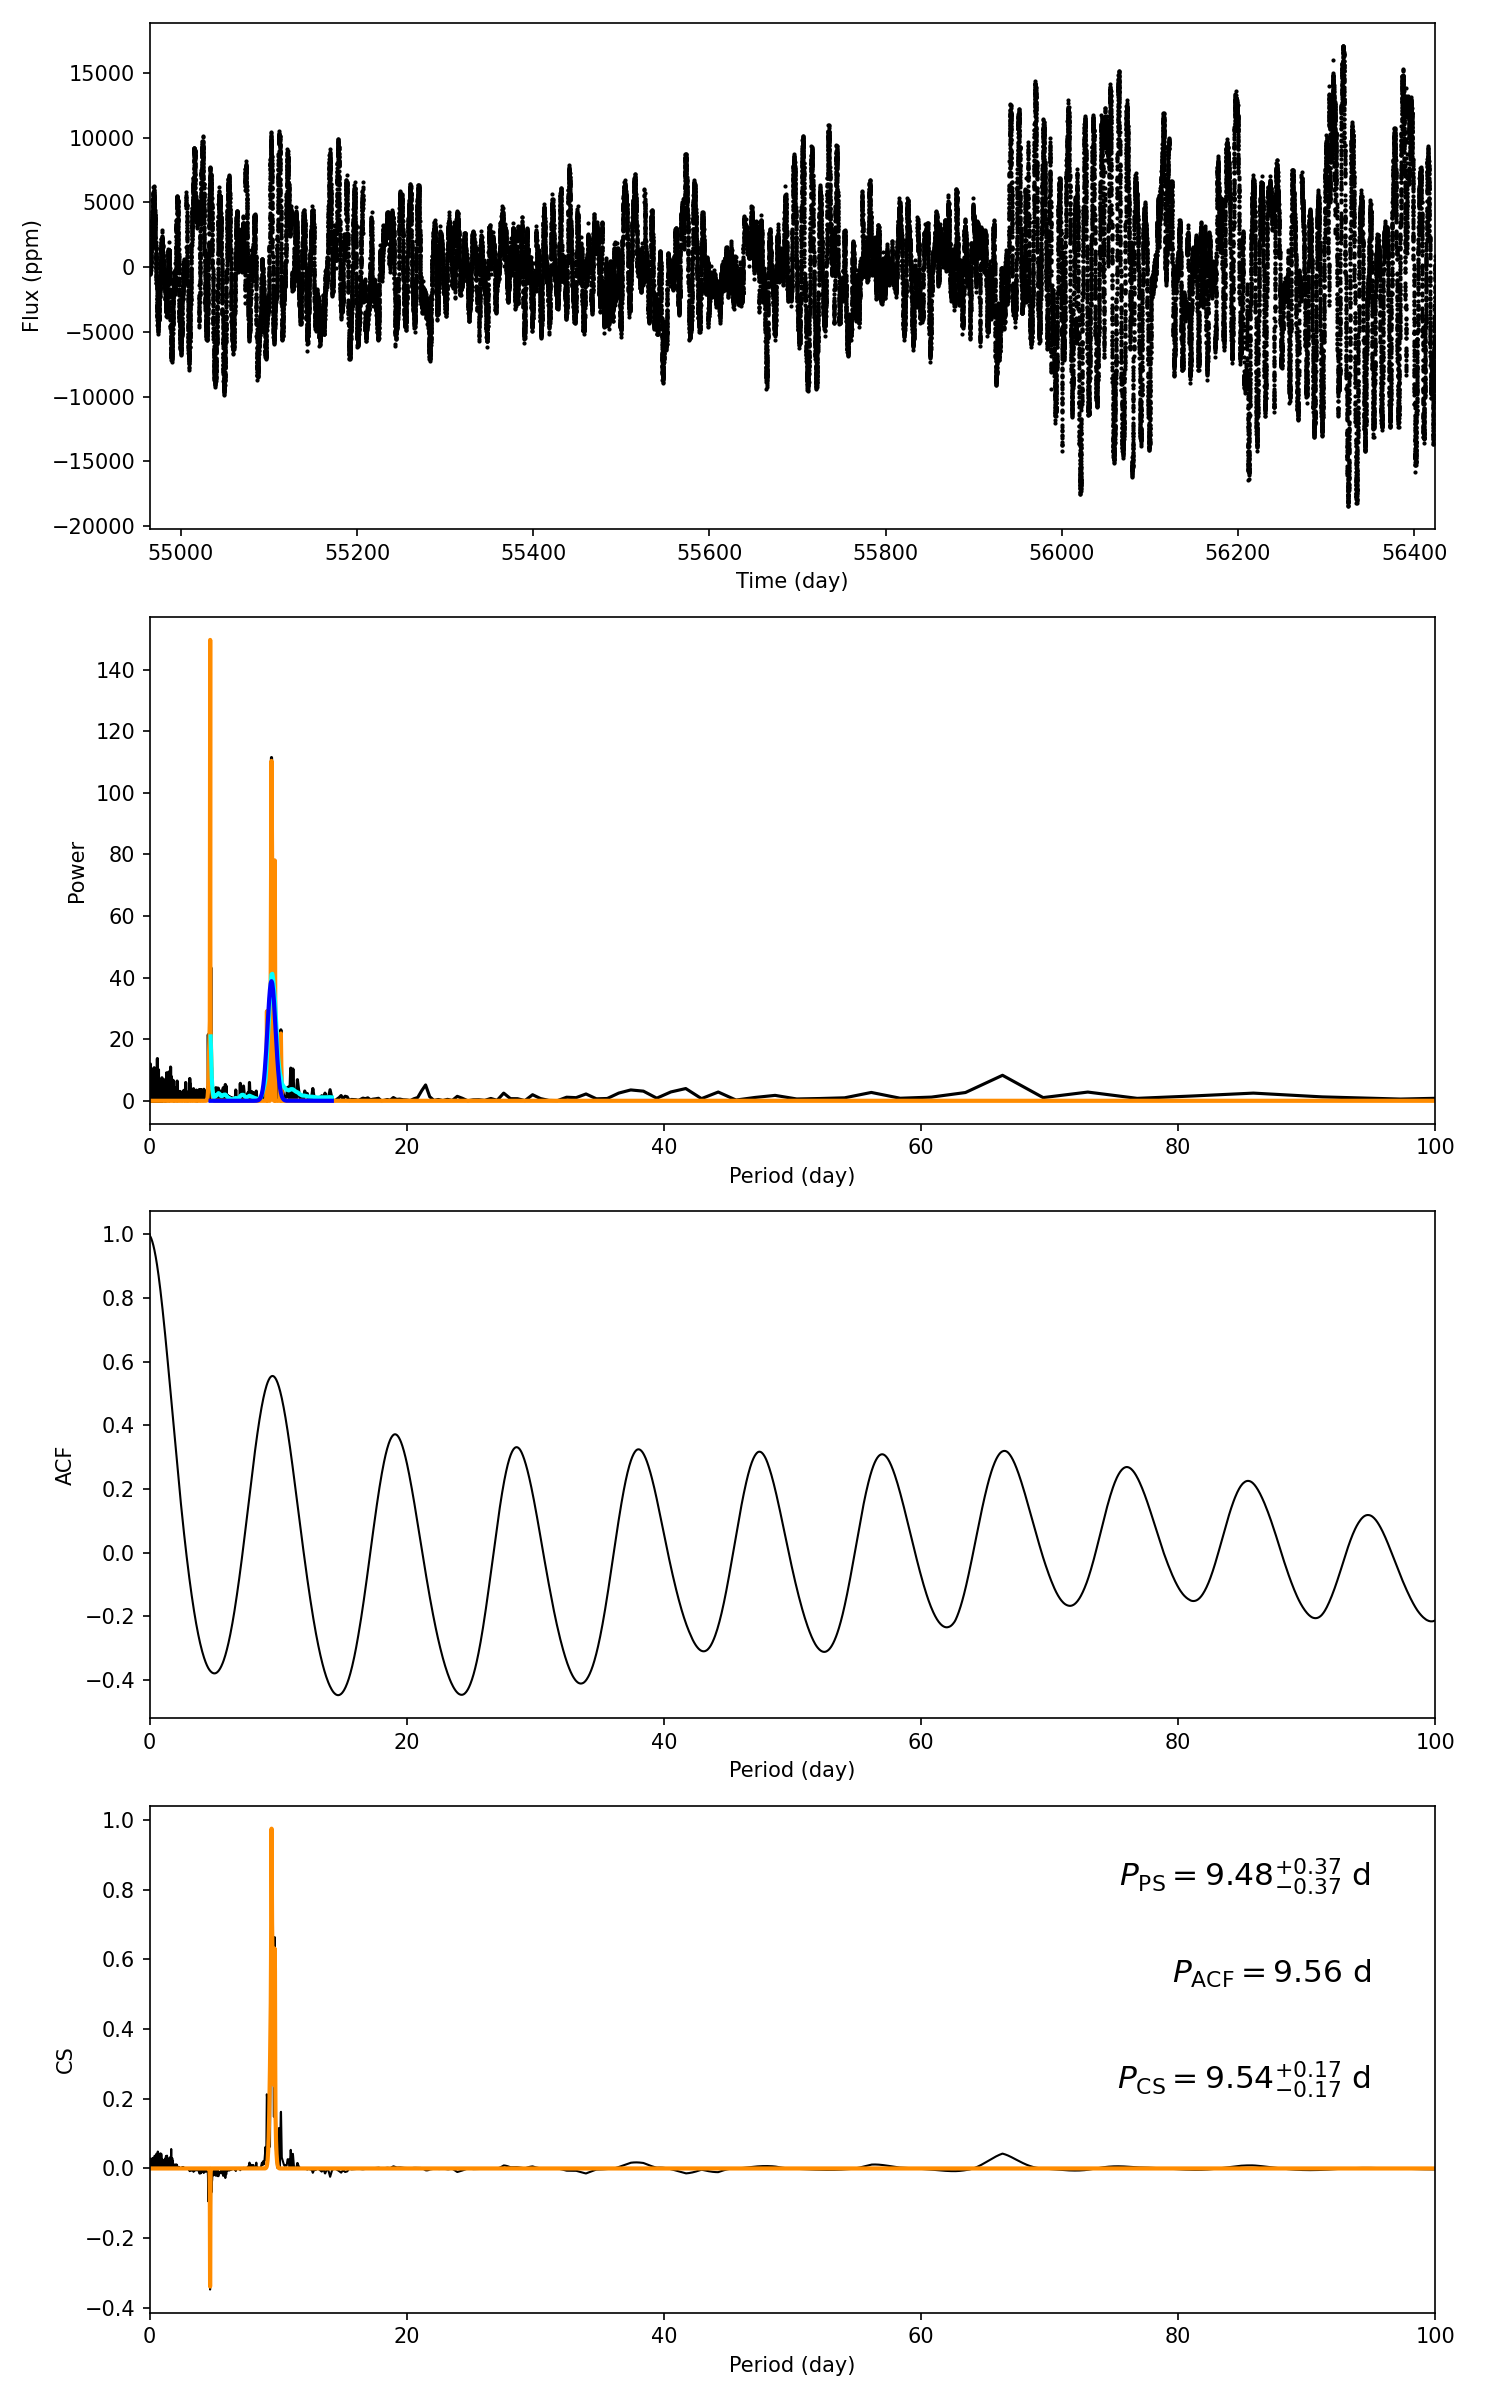 15000
10000
5000
0
−5000
−10000
−15000
−20000
Flux (ppm)
55000 55200 55400 55600 55800 56000 56200 56400
Time (day)
140
120
100
80
60
40
20
0
Power
0 20 40 60 80 100
Period (day)
1.0
0.8
0.6
0.4
0.2
0.0
−0.2
−0.4
ACF
0 20 40 60 80 100
Period (day)
1.0
0.8
0.6
0.4
0.2
0.0
−0.2
−0.4
CS
P_PS = 9.48 +0.37 −0.37 d
P_ACF = 9.56 d
P_CS = 9.54 +0.17 −0.17 d
0 20 40 60 80 100
Period (day)